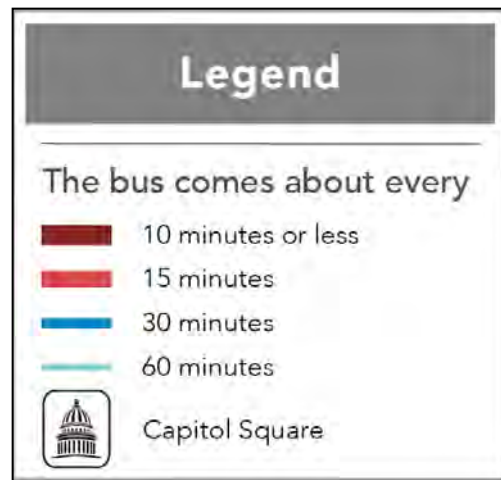 Legend
The bus comes about every
10 minutes or less
15 minutes
30 minutes
60 minutes
Capitol Square